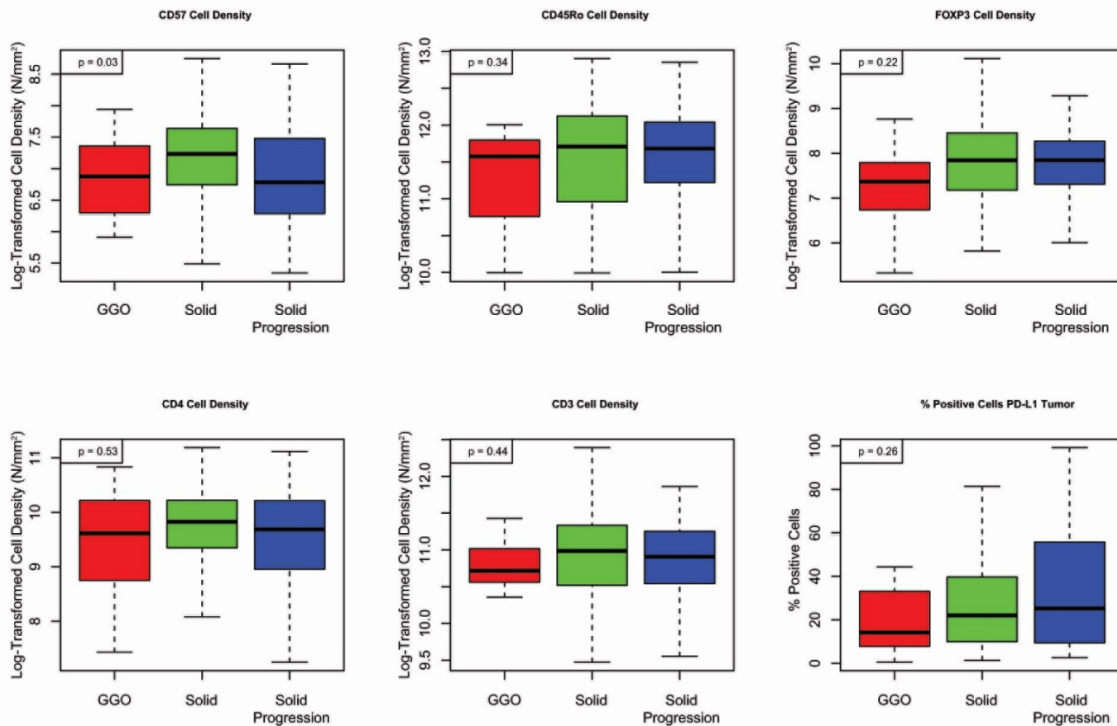 CD57 Cell Density
p = 0.03
Log-Transformed Cell Density (N/mm²)
8.5
7.5
6.5
5.5
GGO
Solid
Solid
Progression
CD45Ro Cell Density
p = 0.34
Log-Transformed Cell Density (N/mm²)
13.0
12.0
11.0
10.0
GGO
Solid
Solid
Progression
FOXP3 Cell Density
p = 0.22
Log-Transformed Cell Density (N/mm²)
10
9
8
7
6
GGO
Solid
Solid
Progression
CD4 Cell Density
p = 0.53
Log-Transformed Cell Density (N/mm²)
11
10
9
8
GGO
Solid
Solid
Progression
CD3 Cell Density
p = 0.44
Log-Transformed Cell Density (N/mm²)
12.0
11.0
10.0
9.5
GGO
Solid
Solid
Progression
% Positive Cells PD-L1 Tumor
p = 0.26
% Positive Cells
100
80
60
40
20
0
GGO
Solid
Solid
Progression